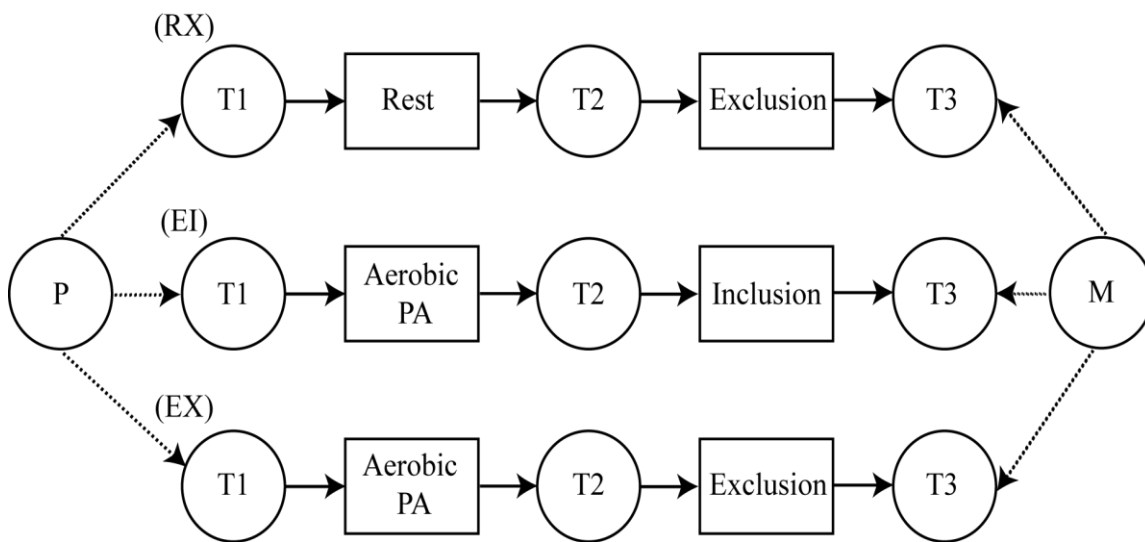 (RX)
T1
Rest
T2
Exclusion
T3
(EI)
P
T1
Aerobic
PA
T2
Inclusion
T3
M
(EX)
T1
Aerobic
PA
T2
Exclusion
T3